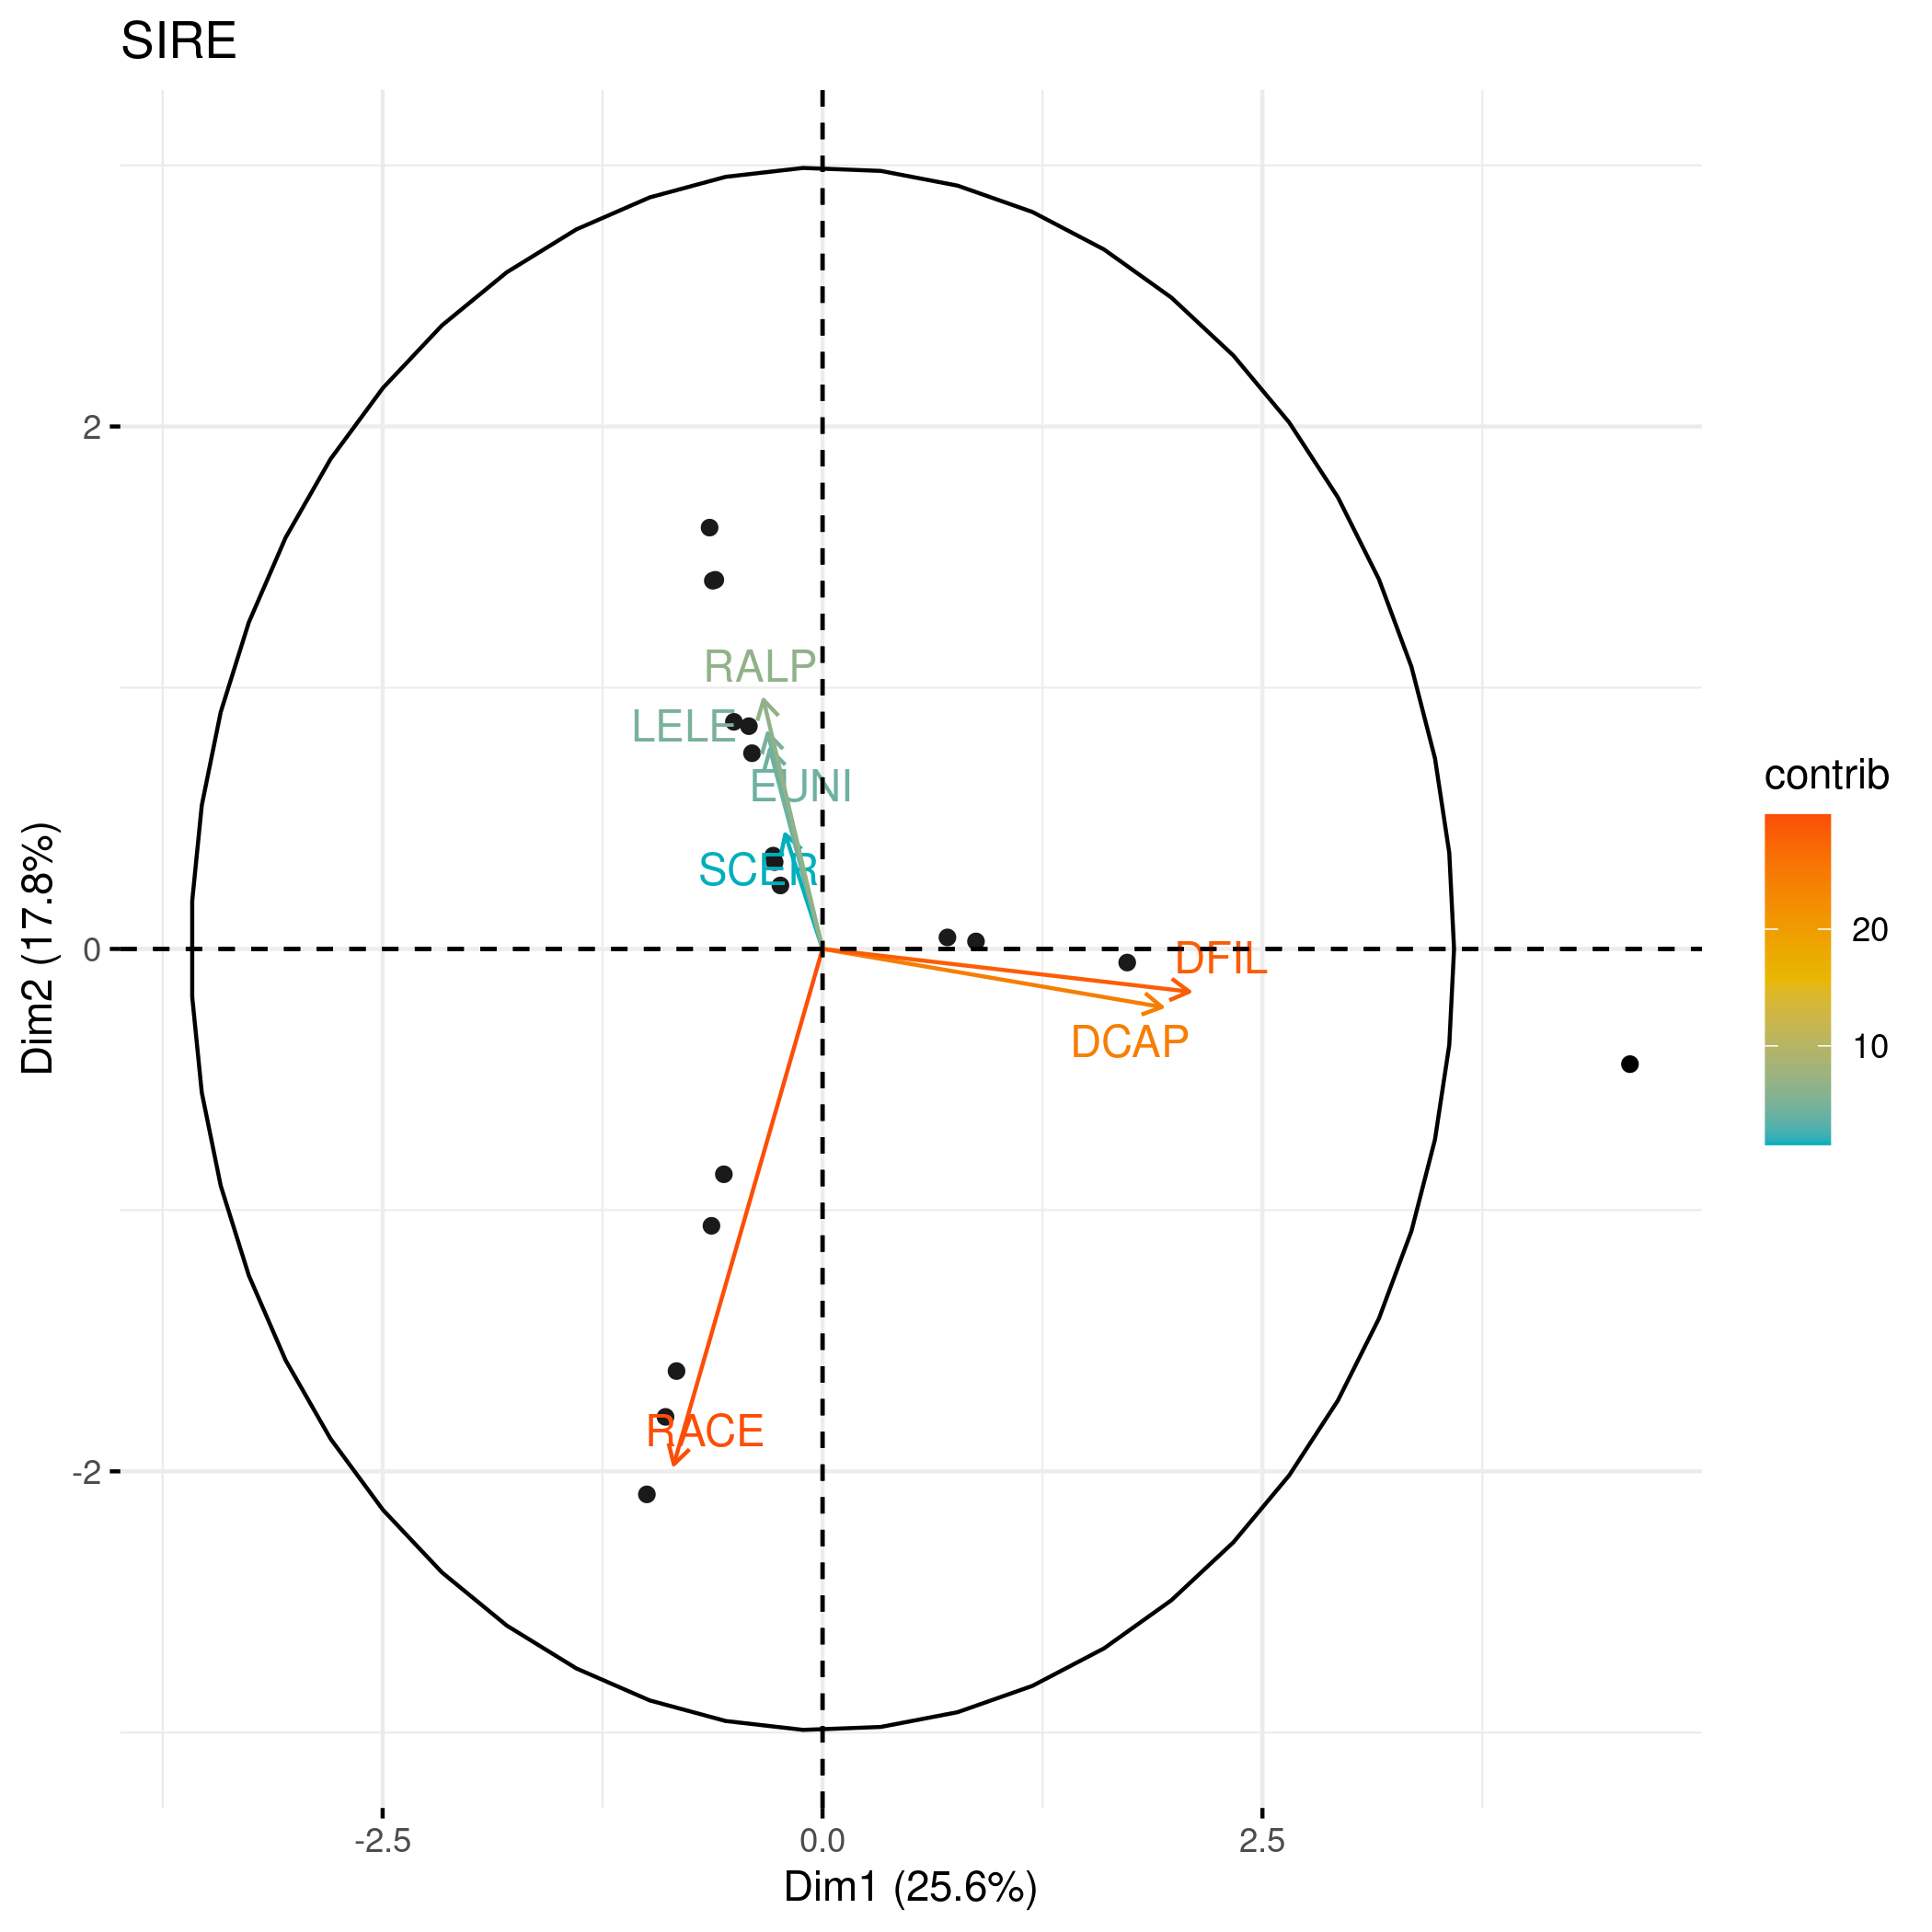 SIRE
RALP
LELE
EUNI
SCER
DFIL
DCAP
RACE
2
0
-2
-2.5
0.0
2.5
Dim1 (25.6%)
Dim2 (17.8%)
contrib
20
10